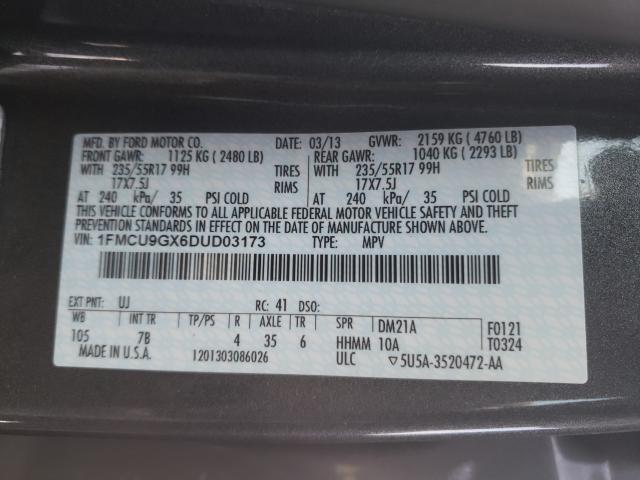 MFD. BY FORD MOTOR CO. DATE: 03/13 GVWR: 2159 KG (4760 LB)
FRONT GAWR: 1125 KG (2480 LB) REAR GAWR: 1040 KG (2293 LB)
WITH 235/55R17 99H TIRES WITH 235/55R17 99H TIRES
17X7.5J RIMS 17X7.5J RIMS
AT 240 kPa/ 35 PSI COLD AT 240 kPa/ 35 PSI COLD
THIS VEHICLE CONFORMS TO ALL APPLICABLE FEDERAL MOTOR VEHICLE SAFETY AND THEFT
PREVENTION STANDARDS IN EFFECT ON THE DATE OF MANUFACTURE SHOWN ABOVE.
VIN: 1FMCU9GX6DUD03173 TYPE: MPV
EXT PNT: UJ RC: 41 DSO:
WB INT TR TP/PS R AXLE TR SPR DM21A F0121
105 7B 4 35 6 HHMM 10A T0324
MADE IN U.S.A. 1201303086026 ULC 5U5A-3520472-AA